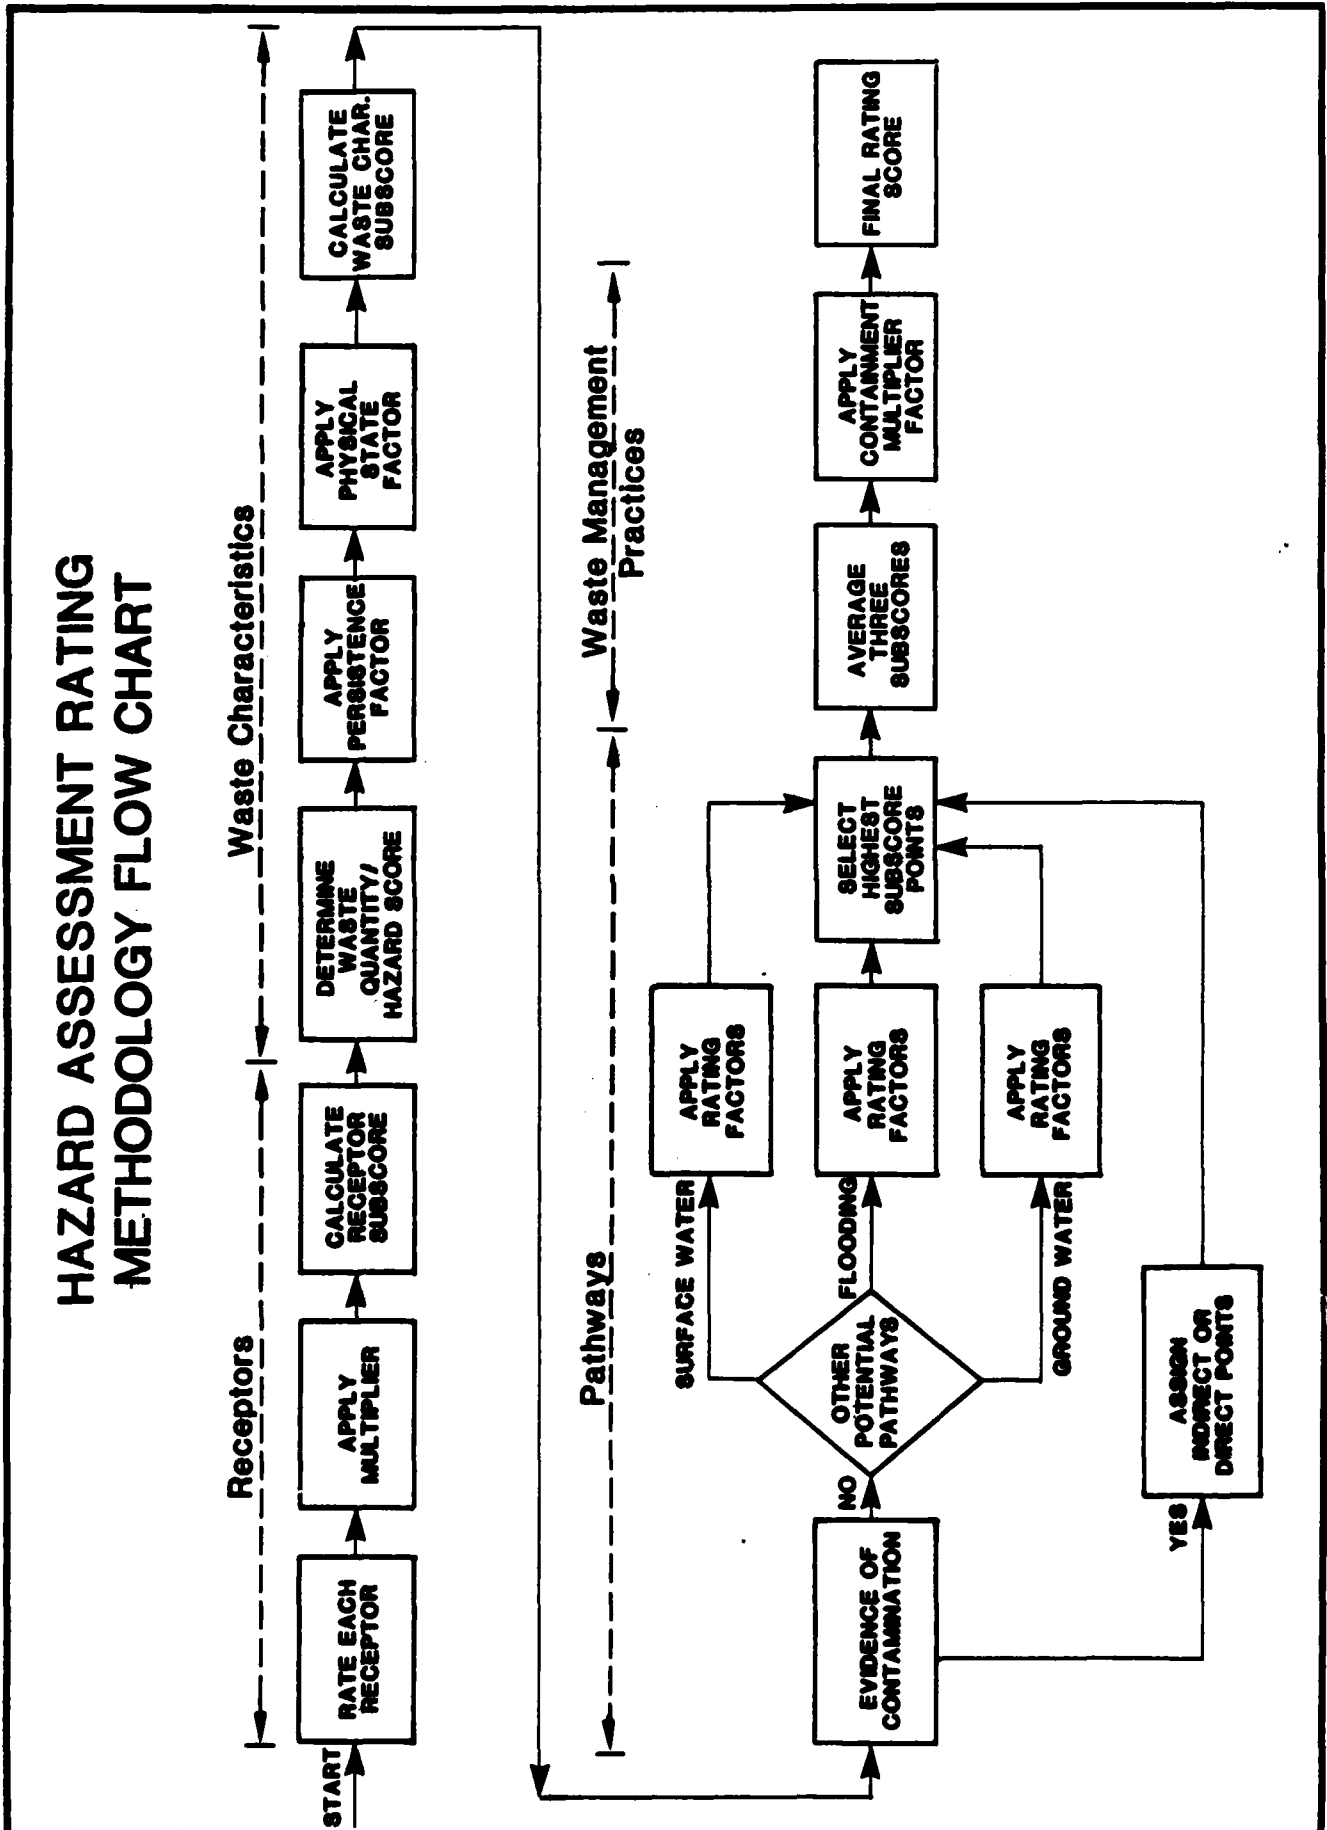 HAZARD ASSESSMENT RATING
METHODOLOGY FLOW CHART
Receptors
Waste Characteristics
START
RATE EACH
RECEPTOR
APPLY
MULTIPLIER
CALCULATE
RECEPTOR
SUBSCORE
DETERMINE
WASTE
QUANTITY/
HAZARD SCORE
APPLY
PERSISTENCE
FACTOR
APPLY
PHYSICAL
STATE
FACTOR
CALCULATE
WASTE CHAR.
SUBSCORE
Pathways
Waste Management
Practices
EVIDENCE OF
CONTAMINATION
NO
YES
OTHER
POTENTIAL
PATHWAYS
SURFACE WATER
APPLY
RATING
FACTORS
FLOODING
APPLY
RATING
FACTORS
GROUND WATER
APPLY
RATING
FACTORS
ASSIGN
INDIRECT OR
DIRECT POINTS
SELECT
HIGHEST
SUBSCORE
POINTS
AVERAGE
THREE
SUBSCORES
APPLY
CONTAINMENT
MULTIPLIER
FACTOR
FINAL RATING
SCORE